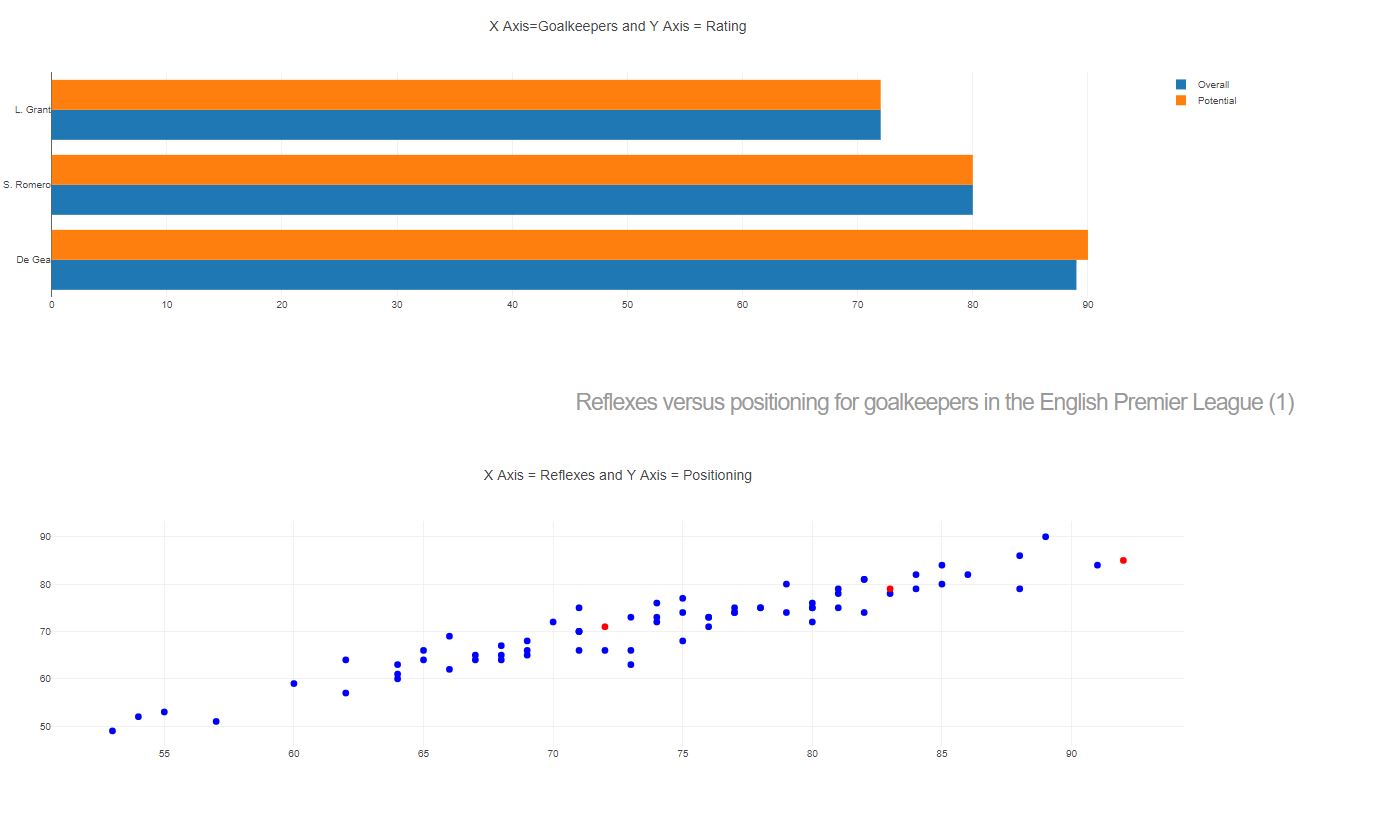 X Axis=Goalkeepers and Y Axis = Rating
Overall
Potential
L. Grant
S. Romero
De Gea
0 10 20 30 40 50 60 70 80 90
Reflexes versus positioning for goalkeepers in the English Premier League (1)
X Axis = Reflexes and Y Axis = Positioning
90
80
70
60
50
55 60 65 70 75 80 85 90